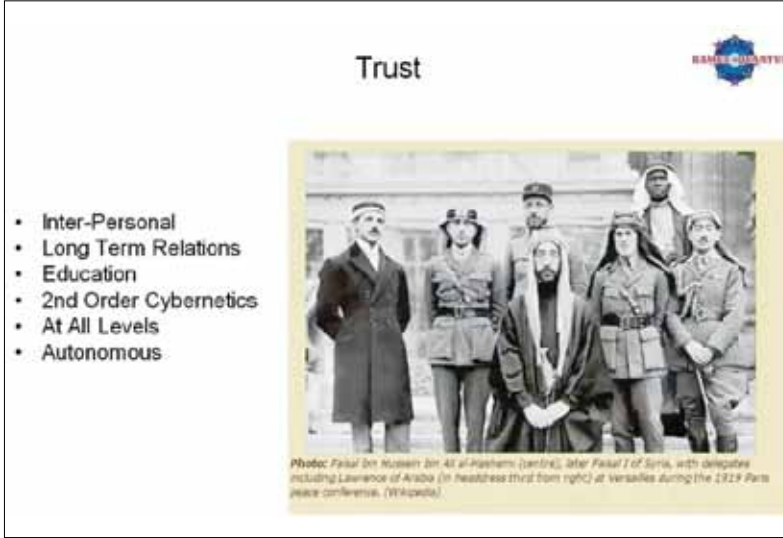 Trust
• Inter-Personal
• Long Term Relations
• Education
• 2nd Order Cybernetics
• At All Levels
• Autonomous
Photo: Faisal bin Hussein bin Ali al-Hashemi (centre), later Faisal I of Syria, with delegates
including Lawrence of Arabia (in headdress third from right) at Versailles during the 1919 Paris
peace conference. (Wikipedia)